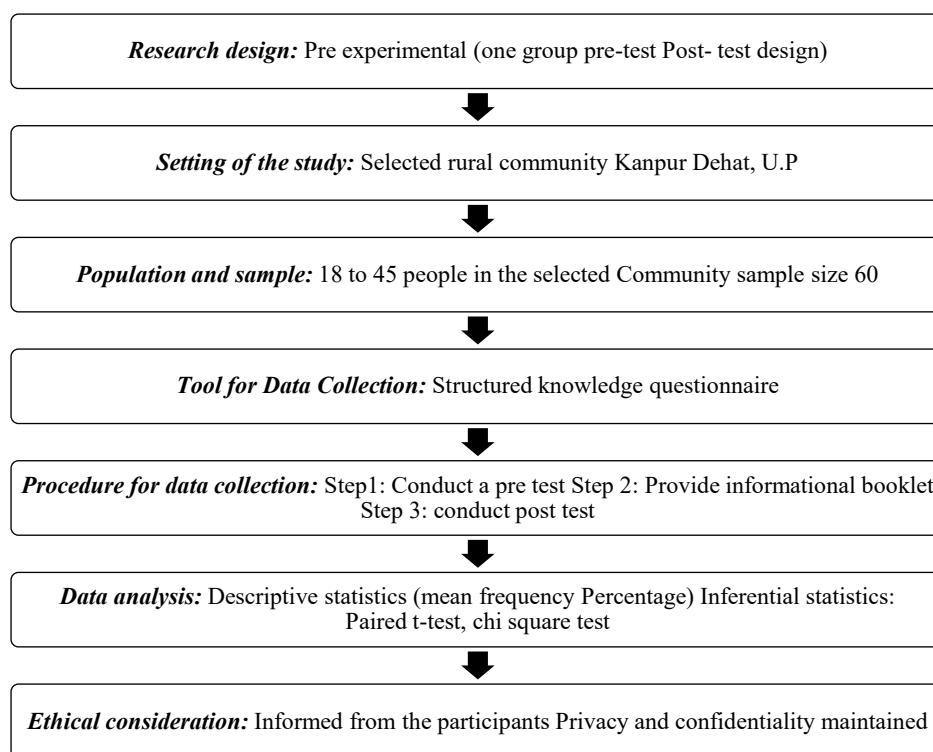 Research design: Pre experimental (one group pre-test Post- test design)
Setting of the study: Selected rural community Kanpur Dehat, U.P
Population and sample: 18 to 45 people in the selected Community sample size 60
Tool for Data Collection: Structured knowledge questionnaire
Procedure for data collection: Step1: Conduct a pre test Step 2: Provide informational booklet
Step 3: conduct post test
Data analysis: Descriptive statistics (mean frequency Percentage) Inferential statistics:
Paired t-test, chi square test
Ethical consideration: Informed from the participants Privacy and confidentiality maintained